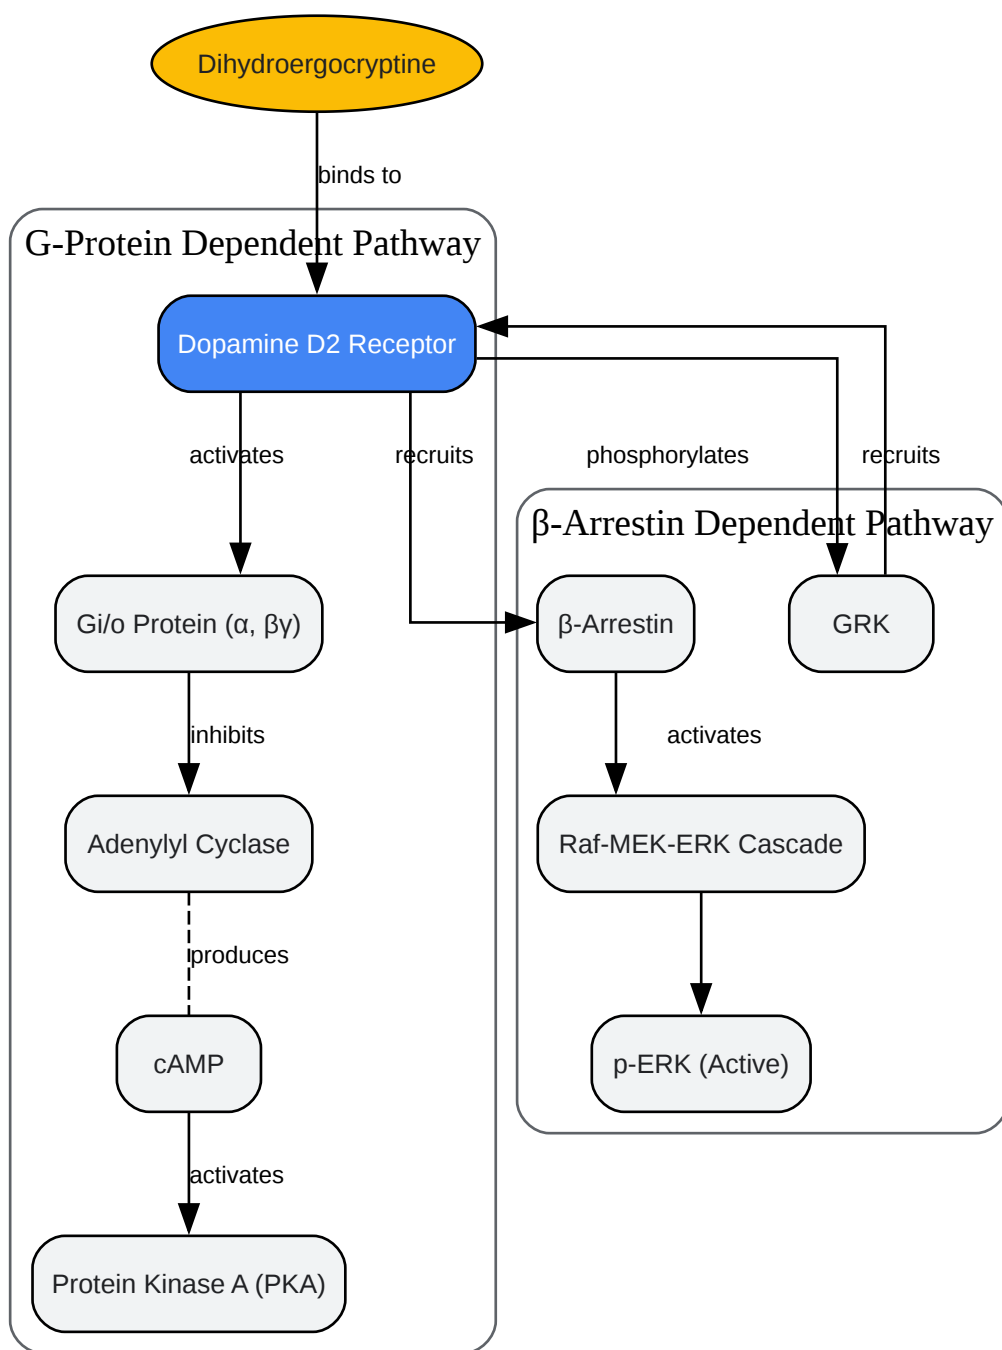 Dihydroergocryptine
binds to
G-Protein Dependent Pathway
Dopamine D2 Receptor
activates
recruits
phosphorylates
recruits
β-Arrestin Dependent Pathway
Gi/o Protein (α, βγ)
β-Arrestin
GRK
inhibits
activates
Adenylyl Cyclase
Raf-MEK-ERK Cascade
produces
cAMP
p-ERK (Active)
activates
Protein Kinase A (PKA)